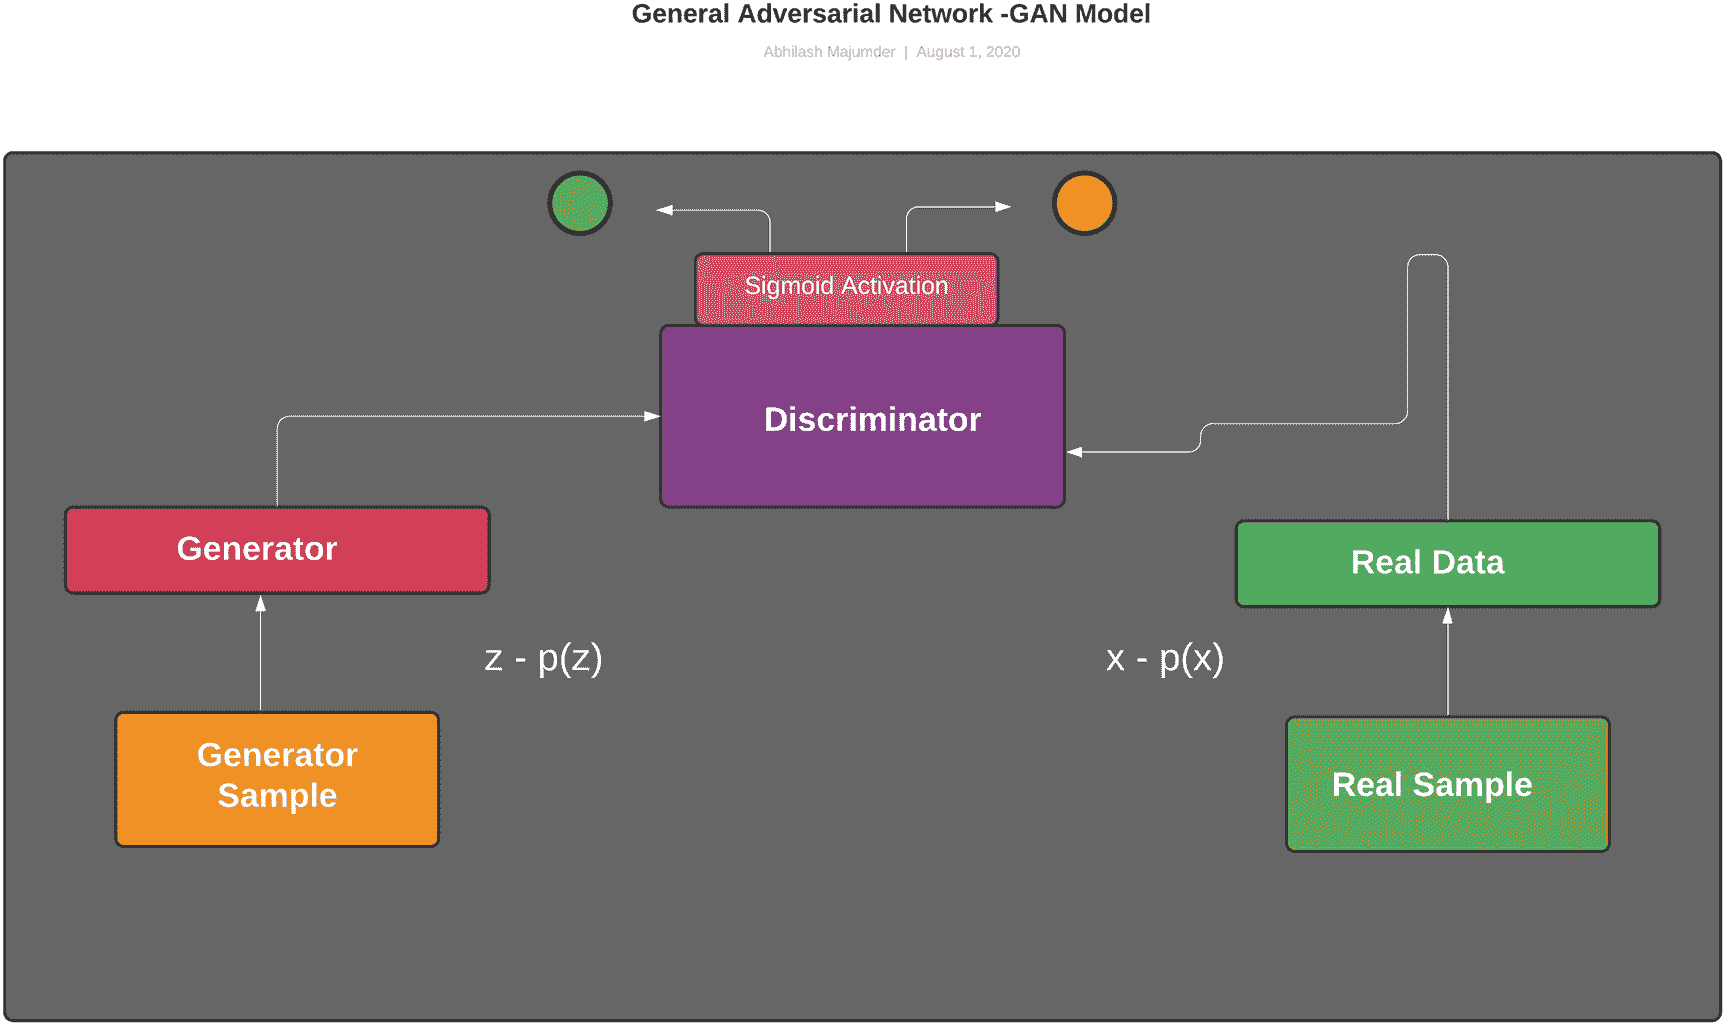 General Adversarial Network -GAN Model
Abhilash Majumder | August 1, 2020
Sigmoid Activation
Discriminator
Generator
Real Data
z - p(z)
x - p(x)
Generator
Sample
Real Sample